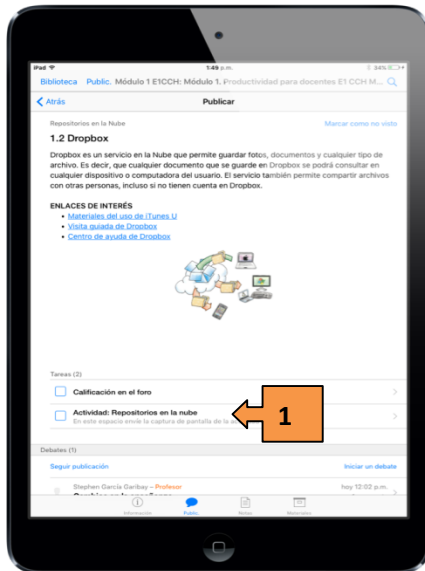 iPad 1:49 p.m. 34%
Biblioteca Public. Módulo 1 E1CCH: Módulo 1. Productividad para docentes E1 CCH M...
Atrás Publicar
Repositorios en la Nube Marcar como no visto
1.2 Dropbox
Dropbox es un servicio en la Nube que permite guardar fotos, documentos y cualquier tipo de
archivo. Es decir, que cualquier documento que se guarde en Dropbox se podrá consultar en
cualquier dispositivo o computadora del usuario. El servicio también permite compartir archivos
con otras personas, incluso si no tienen cuenta en Dropbox.
ENLACES DE INTERÉS
• Materiales del uso de iTunes U
• Visita guiada de Dropbox
• Centro de ayuda de Dropbox
Tareas (2)
Calificación en el foro
Actividad: Repositorios en la nube
En este espacio envíe la captura de pantalla de la
1
Debates (1)
Seguir publicación Iniciar un debate
Stephen García Garibay – Profesor hoy 12:02 p.m.
Información Public. Notas Materiales